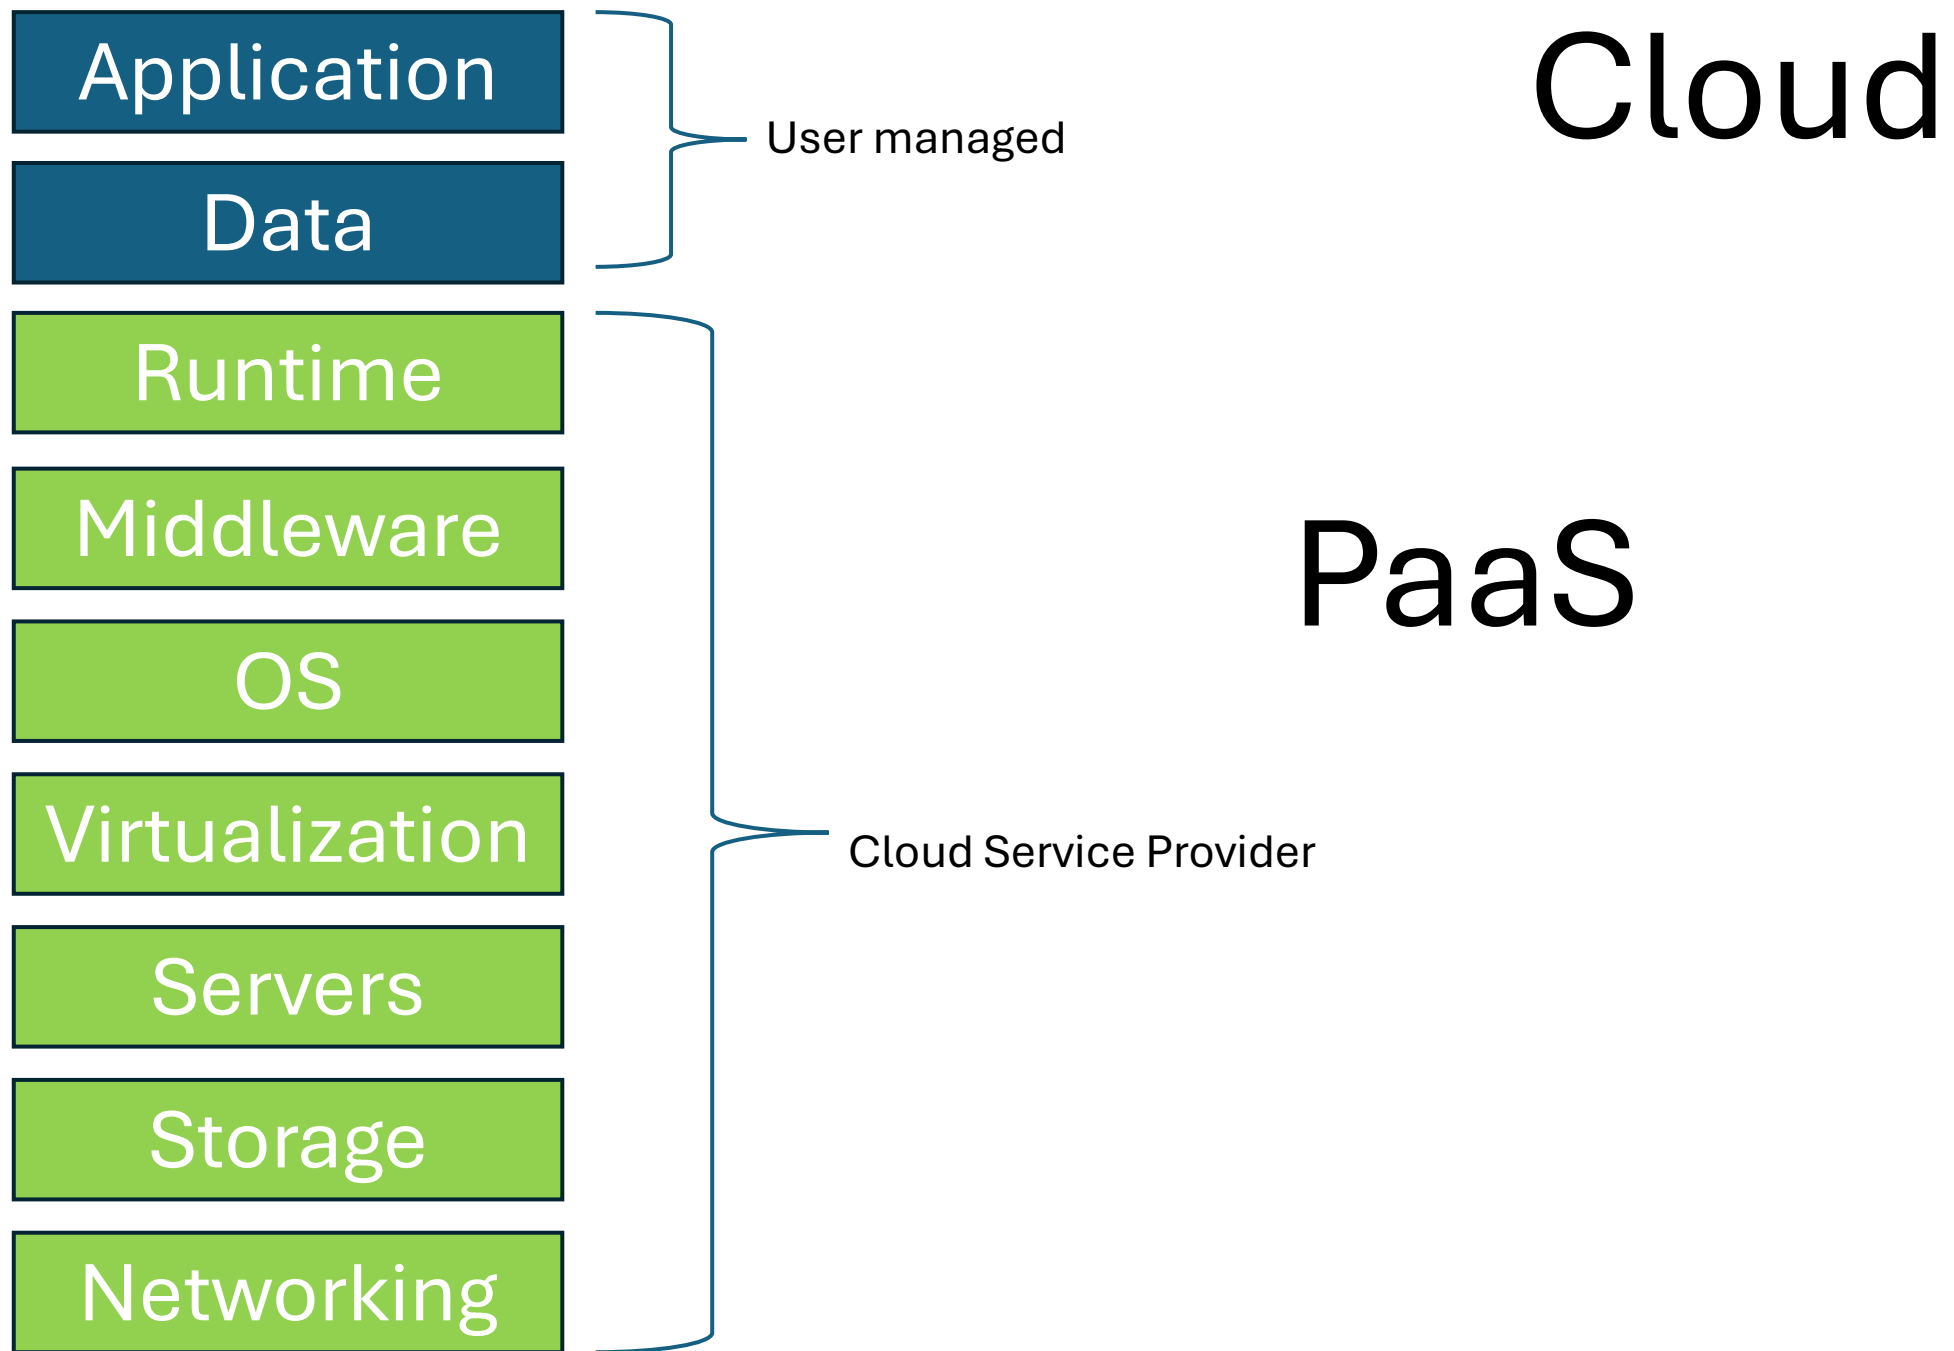 Application
Data
Runtime
Middleware
OS
Virtualization
Servers
Storage
Networking
User managed
Cloud Service Provider
Cloud
PaaS